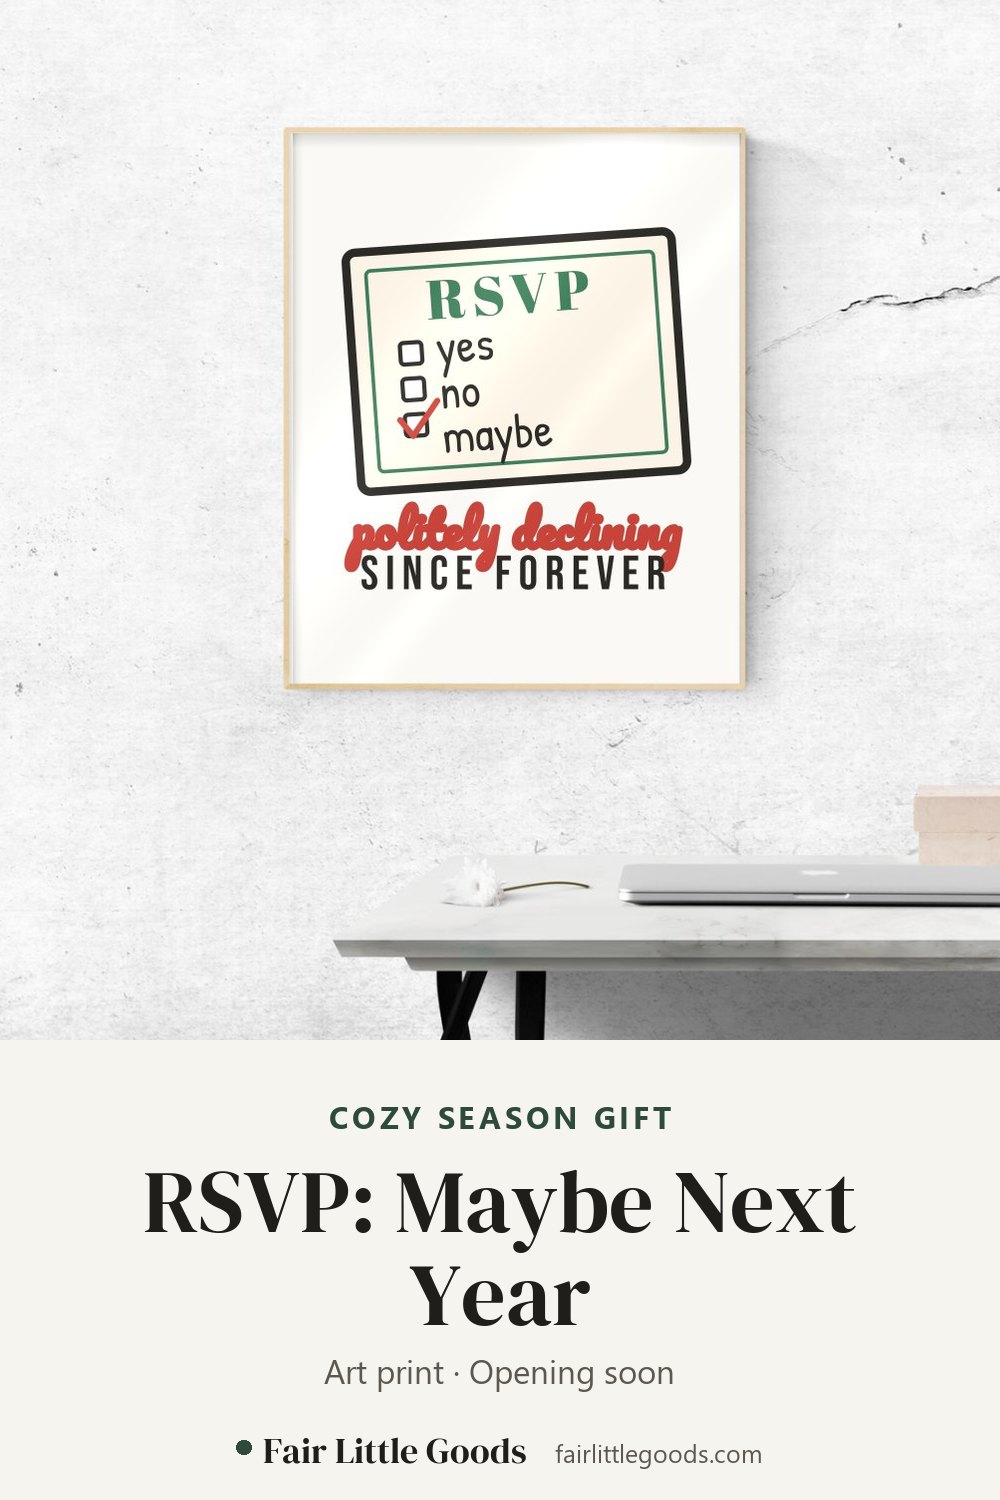 RSVP
yes
no
maybe
politely declining
SINCE FOREVER
COZY SEASON GIFT
RSVP: Maybe Next
Year
Art print · Opening soon
Fair Little Goods fairlittlegoods.com